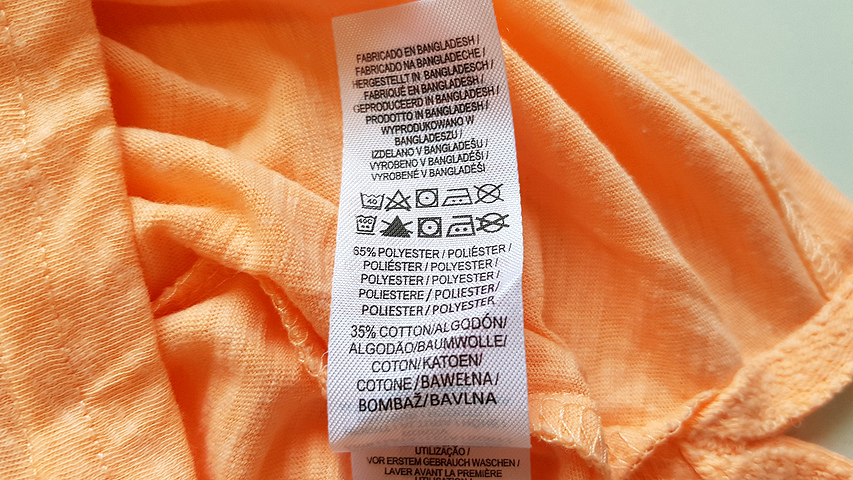 FABRICADO EN BANGLADESH /
FABRICADO NA BANGLADECHE /
HERGESTELLT IN BANGLADESCH /
FABRIQUÉ EN BANGLADESH /
GEPRODUCEERD IN BANGLADESH /
PRODOTTO IN BANGLADESH /
WYPRODUKOWANO W
BANGLADESZU /
IZDELANO V BANGLADEŠU /
VYROBENO V BANGLADÉŠI /
VYROBENÉ V BANGLADÉŠI
40
40C
65% POLYESTER / POLIÉSTER /
POLIÉSTER / POLYESTER /
POLYESTER / POLYESTER /
POLIESTERE / POLIESTER /
POLIESTER / POLYESTER
35% COTTON/ALGODÓN/
ALGODÃO/BAUMWOLLE/
COTON/KATOEN/
COTONE/BAWEŁNA/
BOMBAŽ/BAVLNA
UTILIZAÇÃO /
VOR ERSTEM GEBRAUCH WASCHEN /
LAVER AVANT LA PREMIÈRE
UTILISATION /